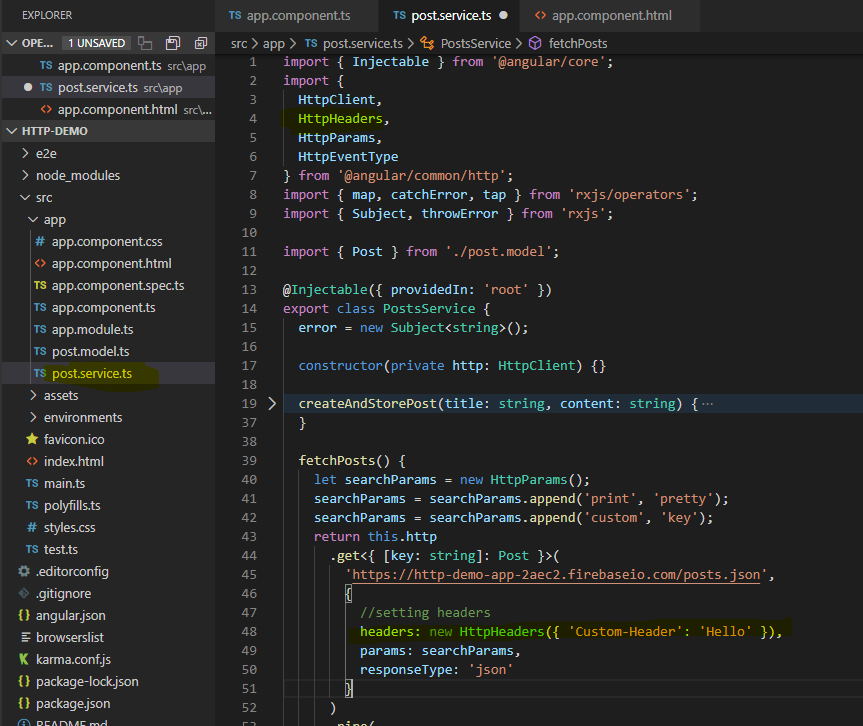 EXPLORER
OPE... 1 UNSAVED
TS app.component.ts src\app
TS post.service.ts src\app
<> app.component.html src\...
HTTP-DEMO
e2e
node_modules
src
app
# app.component.css
<> app.component.html
TS app.component.spec.ts
TS app.component.ts
TS app.module.ts
TS post.model.ts
TS post.service.ts
assets
environments
favicon.ico
<> index.html
TS main.ts
TS polyfills.ts
# styles.css
TS test.ts
.editorconfig
.gitignore
{} angular.json
browserslist
karma.conf.js
{} package-lock.json
{} package.json
README.md
TS app.component.ts TS post.service.ts <> app.component.html
src > app > TS post.service.ts > PostsService > fetchPosts
1 import { Injectable } from '@angular/core';
2 import {
3 HttpClient,
4 HttpHeaders,
5 HttpParams,
6 HttpEventType
7 } from '@angular/common/http';
8 import { map, catchError, tap } from 'rxjs/operators';
9 import { Subject, throwError } from 'rxjs';
10
11 import { Post } from './post.model';
12
13 @Injectable({ providedIn: 'root' })
14 export class PostsService {
15 error = new Subject<string>();
16
17 constructor(private http: HttpClient) {}
18
19 createAndStorePost(title: string, content: string) { ...
37 }
38
39 fetchPosts() {
40 let searchParams = new HttpParams();
41 searchParams = searchParams.append('print', 'pretty');
42 searchParams = searchParams.append('custom', 'key');
43 return this.http
44 .get<{ [key: string]: Post }>(
45 'https://http-demo-app-2aec2.firebaseio.com/posts.json',
46 {
47 //setting headers
48 headers: new HttpHeaders({ 'Custom-Header': 'Hello' }),
49 params: searchParams,
50 responseType: 'json'
51 }
52 )
53 .pipe(